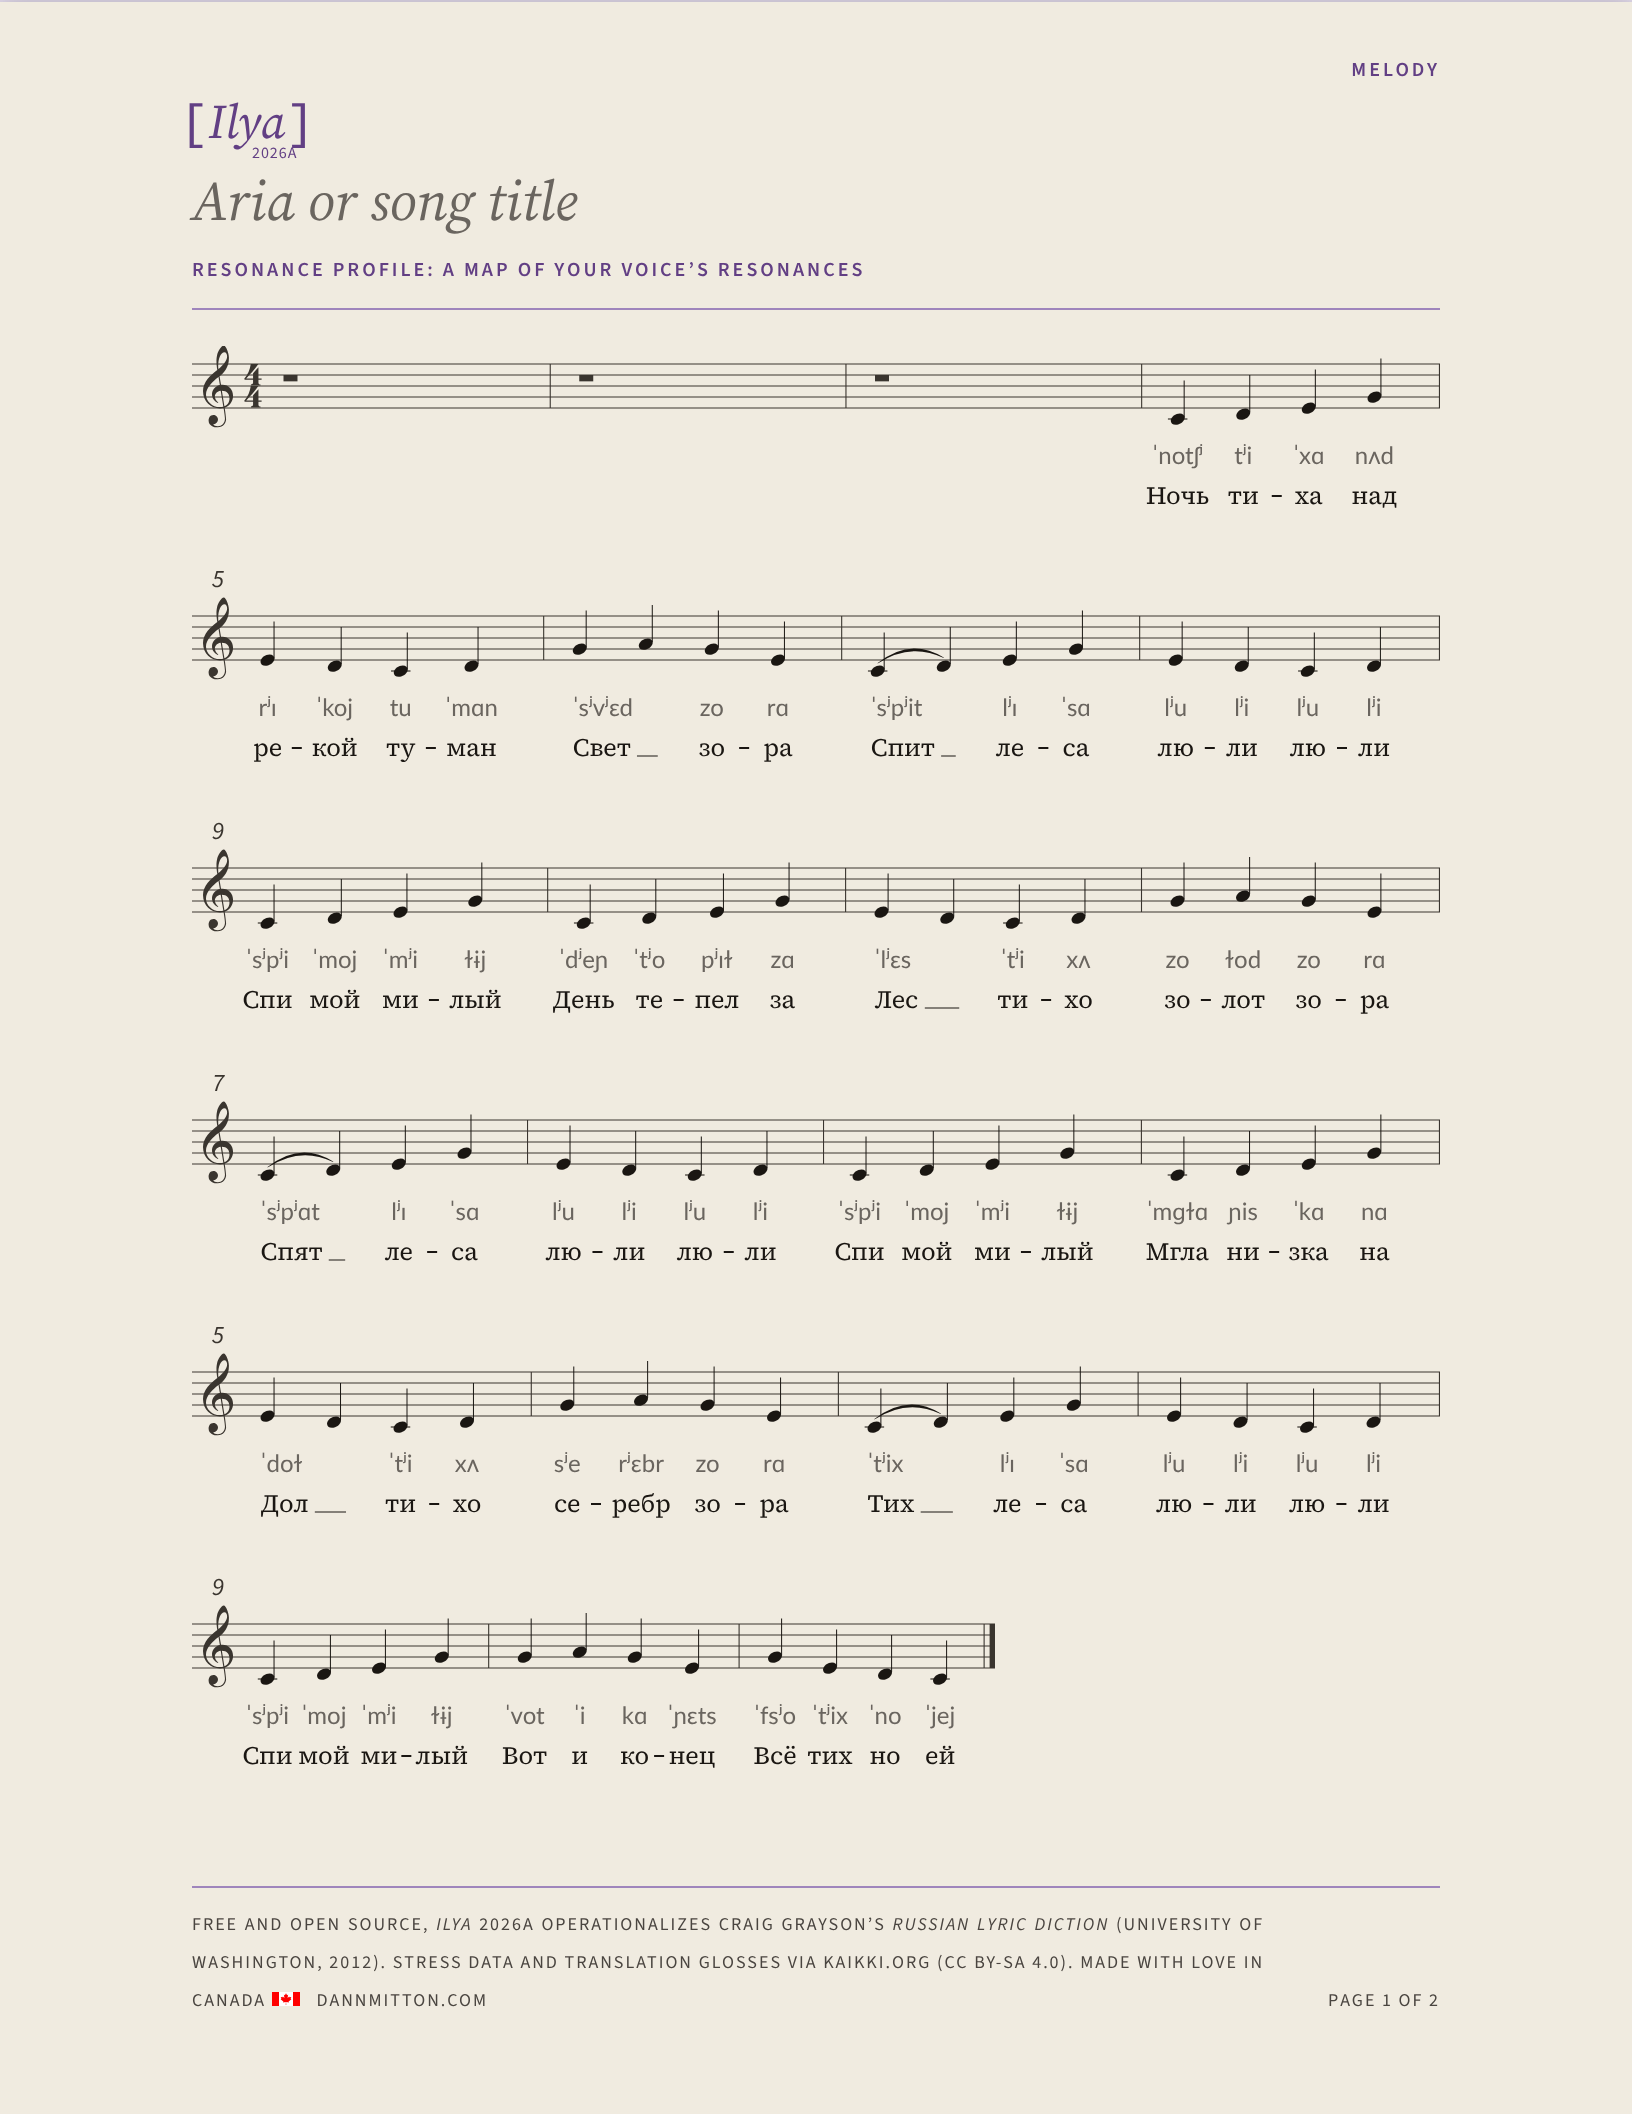 MELODY
[Ilya]
2026A
Aria or song title
RESONANCE PROFILE: A MAP OF YOUR VOICE’S RESONANCES
4
4
ˈnotʃʲ tʲi ˈxɑ nʌd
Ночь ти – ха над
5
rʲɪ ˈkoj tu ˈmɑn ˈsʲvʲɛd zo rɑ ˈsʲpʲit lʲɪ ˈsɑ lʲu lʲi lʲu lʲi
ре – кой ту – ман Свет _ зо – ра Спит _ ле – са лю – ли лю – ли
9
ˈsʲpʲi ˈmoj ˈmʲi ɫɨj ˈdʲeɲ ˈtʲo pʲɪɫ zɑ ˈlʲɛs ˈtʲi xʌ zo ɫod zo rɑ
Спи мой ми – лый День те – пел за Лес __ ти – хо зо – лот зо – ра
7
ˈsʲpʲɑt lʲɪ ˈsɑ lʲu lʲi lʲu lʲi ˈsʲpʲi ˈmoj ˈmʲi ɫɨj ˈmgɫɑ ɲis ˈkɑ nɑ
Спят _ ле – са лю – ли лю – ли Спи мой ми – лый Мгла ни – зка на
5
ˈdoɫ ˈtʲi xʌ sʲe rʲɛbr zo rɑ ˈtʲix lʲɪ ˈsɑ lʲu lʲi lʲu lʲi
Дол __ ти – хо се – ребр зо – ра Тих __ ле – са лю – ли лю – ли
9
ˈsʲpʲi ˈmoj ˈmʲi ɫɨj ˈvot ˈi kɑ ˈɲɛts ˈfsʲo ˈtʲix ˈno ˈjej
Спи мой ми – лый Вот и ко – нец Всё тих но ей
FREE AND OPEN SOURCE, ILYA 2026A OPERATIONALIZES CRAIG GRAYSON’S RUSSIAN LYRIC DICTION (UNIVERSITY OF
WASHINGTON, 2012). STRESS DATA AND TRANSLATION GLOSSES VIA KAIKKI.ORG (CC BY-SA 4.0). MADE WITH LOVE IN
CANADA 🇨🇦 DANNMITTON.COM PAGE 1 OF 2